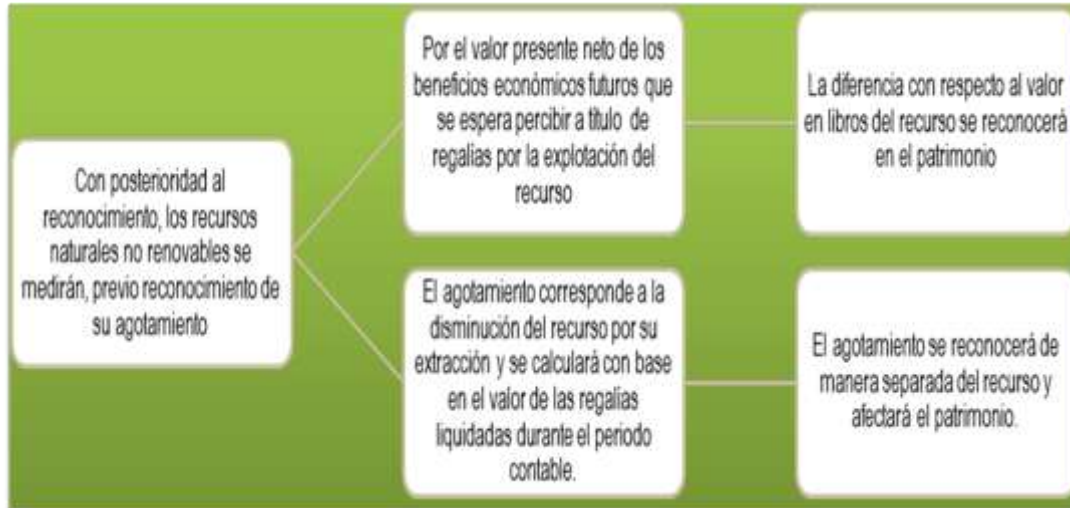 Con posterioridad al
reconocimiento, los recursos
naturales no renovables se
medirán, previo reconocimiento de
su agotamiento
Por el valor presente neto de los
beneficios económicos futuros que
se espera percibir a título de
regalías por la explotación del
recurso
La diferencia con respecto al valor
en libros del recurso se reconocerá
en el patrimonio
El agotamiento corresponde a la
disminución del recurso por su
extracción y se calculará con base
en el valor de las regalías
liquidadas durante el periodo
contable.
El agotamiento se reconocerá de
manera separada del recurso y
afectará el patrimonio.